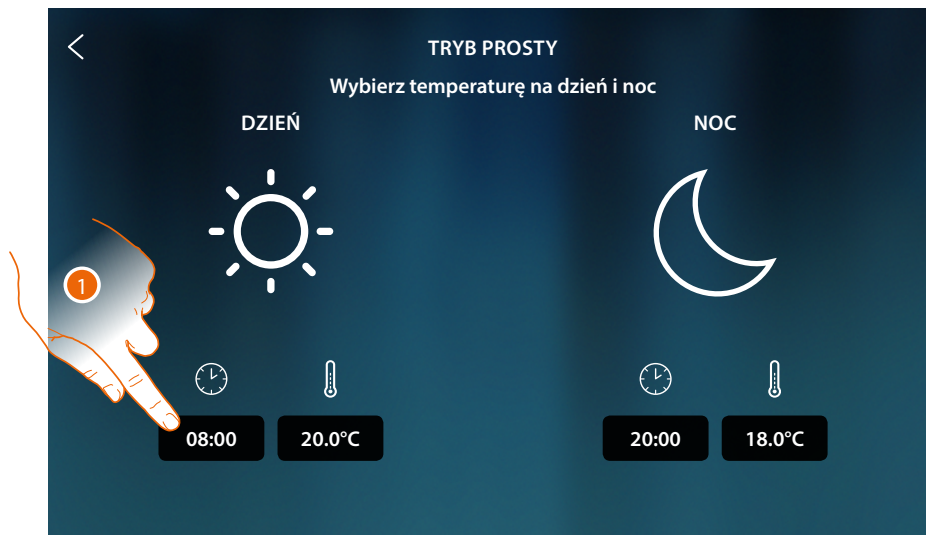 TRYB PROSTY
Wybierz temperaturę na dzień i noc
DZIEŃ
NOC
1
08:00
20.0°C
20:00
18.0°C